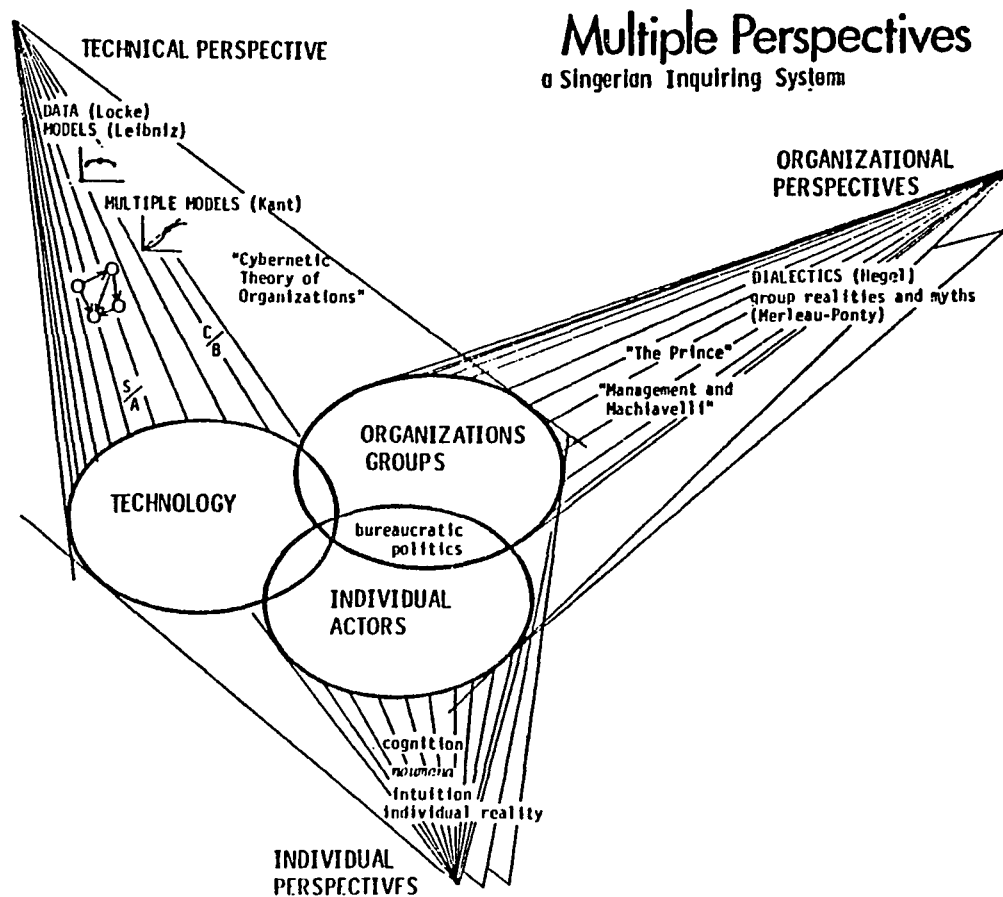 Multiple Perspectives
a Singerian Inquiring System
TECHNICAL PERSPECTIVE
DATA (Locke)
MODELS (Leibniz)
MULTIPLE MODELS (Kant)
"Cybernetic
Theory of
Organizations"
C/B
S/A
ORGANIZATIONAL
PERSPECTIVES
DIALECTICS (Hegel)
group realities and myths
(Merleau-Ponty)
"The Prince"
"Management and
Machiavelli"
ORGANIZATIONS
GROUPS
TECHNOLOGY
bureaucratic
politics
INDIVIDUAL
ACTORS
cognition
noumena
intuition
individual reality
INDIVIDUAL
PERSPECTIVES